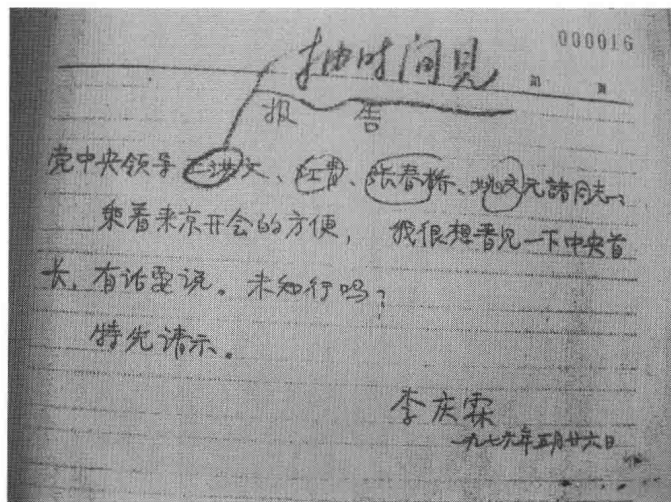 000016
抽时间见
报告
党中央领导王洪文、江青、张春桥、姚文元諸同志:
乘着来京开会的方便, 我很想晋见一下中央首
长, 有话要说。未知行吗?
特先请示。
李庆霖
一九七六年五月廿六日